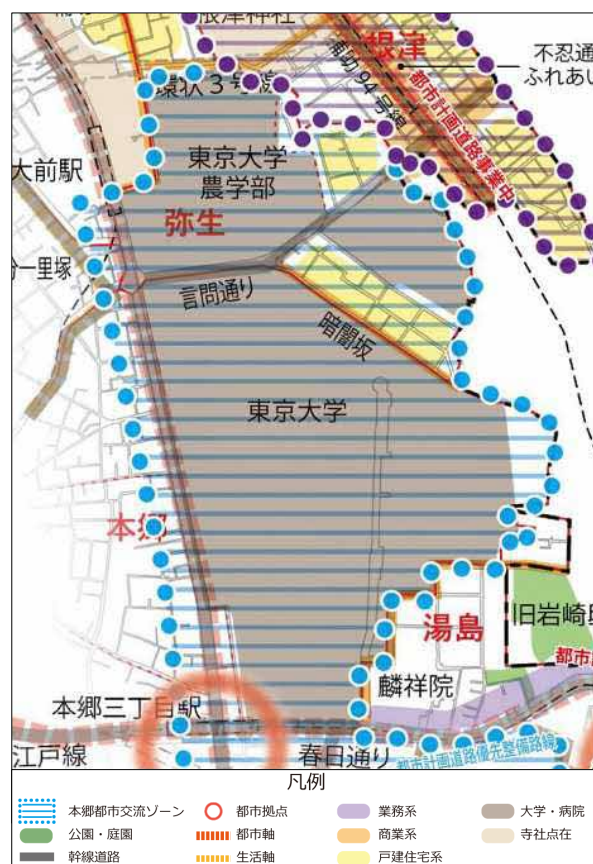 根津神社
根津
不忍通
ふれあい
環状3号線
補助94号線
都市計画道路事業中
東京大学
農学部
大前駅
弥生
一里塚
言問通り
暗闇坂
東京大学
本郷
湯島
旧岩崎
都市
麟祥院
本郷三丁目駅
江戸線
春日通り
都市計画道路優先整備路線
凡例
本郷都市交流ゾーン
都市拠点
業務系
大学・病院
公園・庭園
都市軸
商業系
寺社点在
幹線道路
生活軸
戸建住宅系